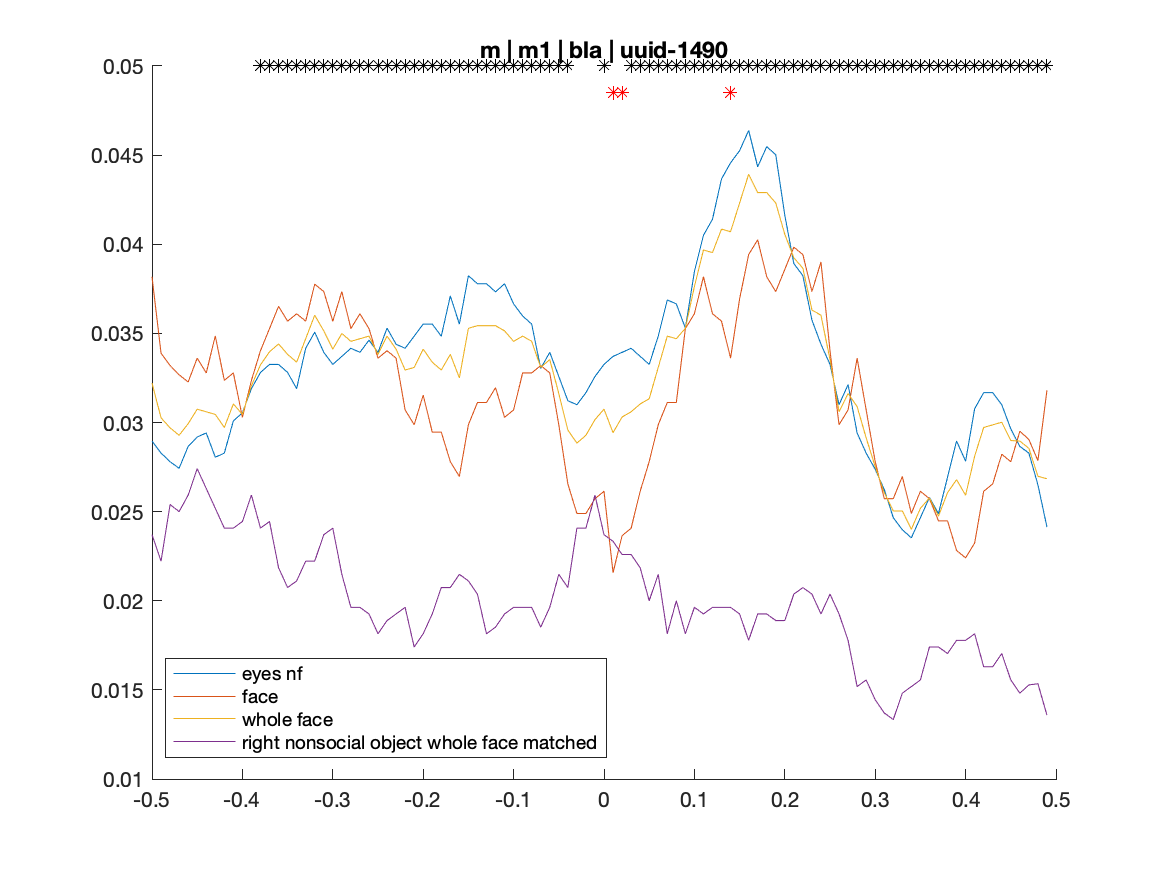 m | m1 | bla | uuid-1490
0.05
0.045
0.04
0.035
0.03
0.025
0.02
0.015
0.01
eyes nf
face
whole face
right nonsocial object whole face matched
-0.5 -0.4 -0.3 -0.2 -0.1 0 0.1 0.2 0.3 0.4 0.5